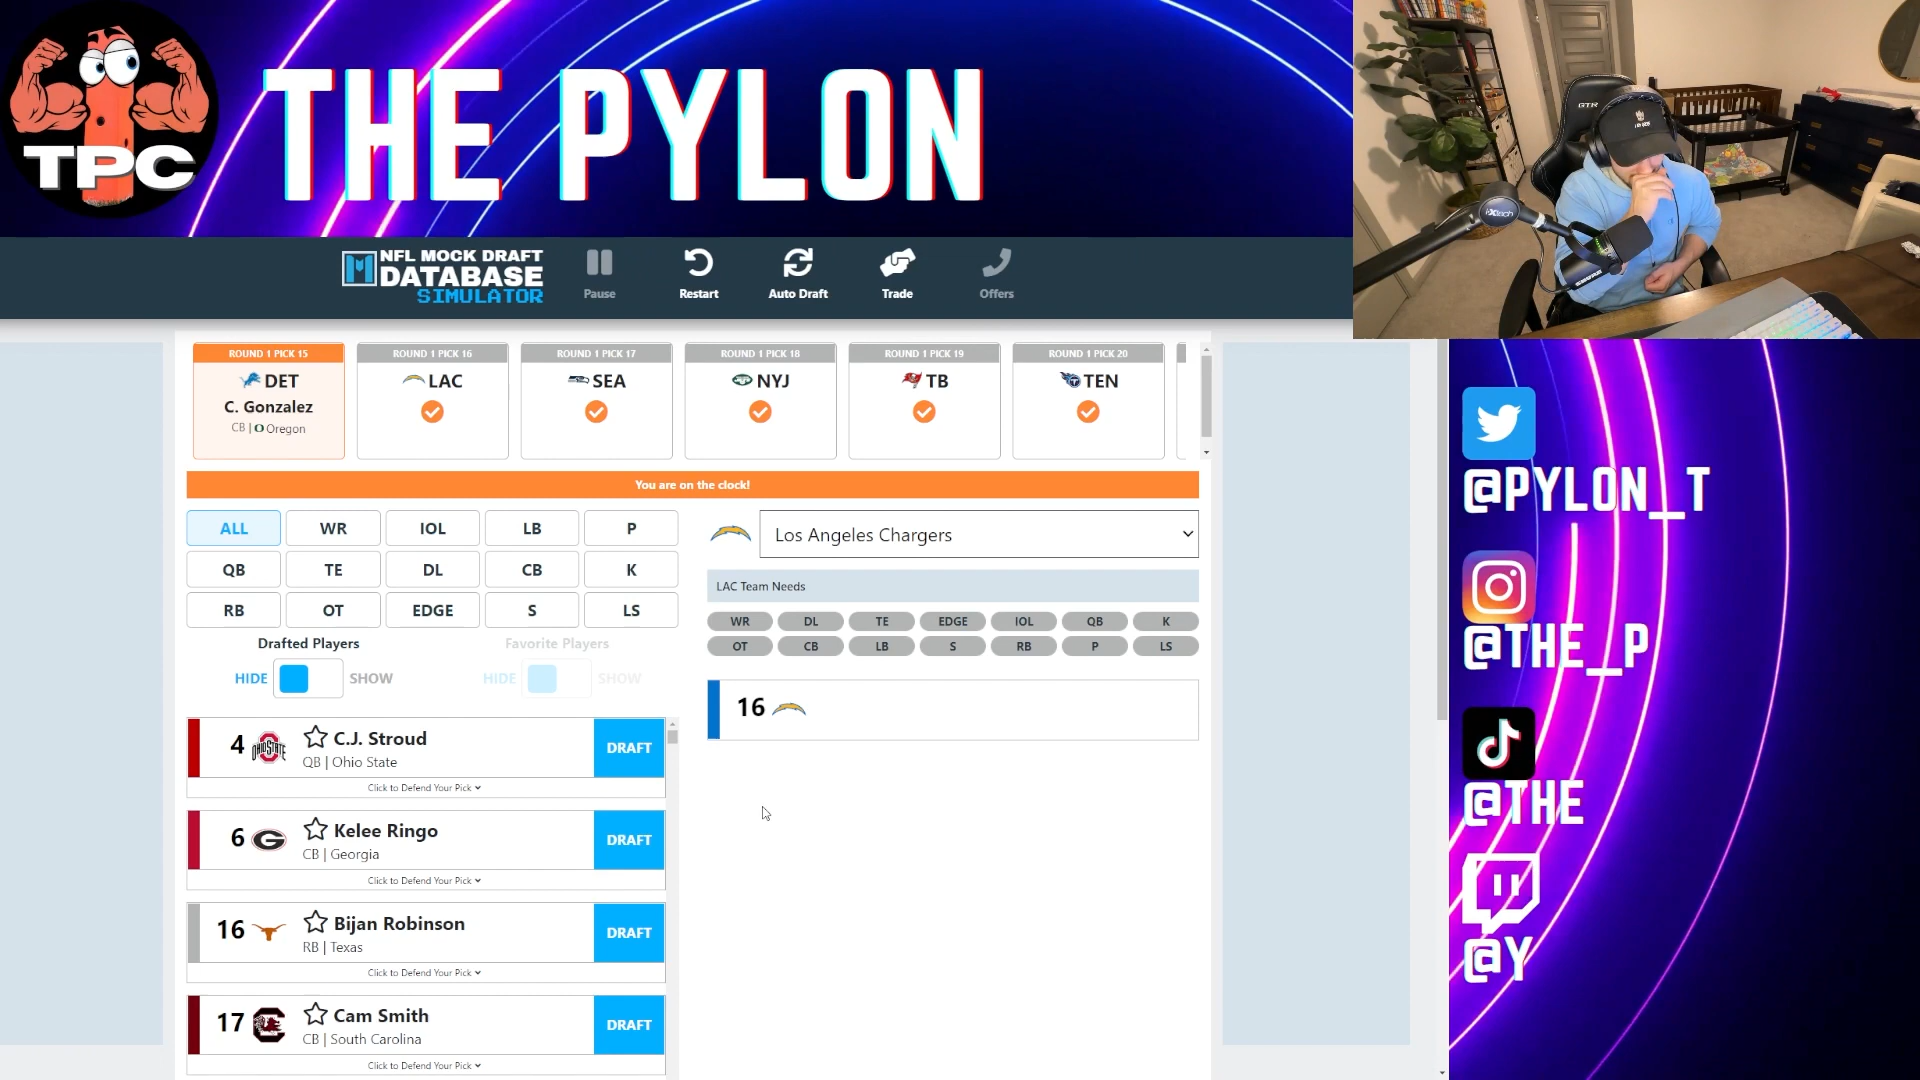 THE PYLON
TPC
NFL MOCK DRAFT
DATABASE
SIMULATOR
Pause
Restart
Auto Draft
Trade
Offers
ROUND 1 PICK 15
DET
C. Gonzalez
CB | O Oregon
ROUND 1 PICK 16
LAC
ROUND 1 PICK 17
SEA
ROUND 1 PICK 18
NYJ
ROUND 1 PICK 19
TB
ROUND 1 PICK 20
TEN
You are on the clock!
ALL WR IOL LB P
QB TE DL CB K
RB OT EDGE S LS
Drafted Players
HIDE SHOW
Favorite Players
HIDE SHOW
Los Angeles Chargers
LAC Team Needs
WR DL TE EDGE IOL QB K
OT CB LB S RB P LS
16
4 OHIO STATE C.J. Stroud DRAFT
QB | Ohio State
Click to Defend Your Pick
6 G Kelee Ringo DRAFT
CB | Georgia
Click to Defend Your Pick
16 Bijan Robinson DRAFT
RB | Texas
Click to Defend Your Pick
17 C Cam Smith DRAFT
CB | South Carolina
Click to Defend Your Pick
GTR
@PYLON_T
@THE_P
@THE
@Y